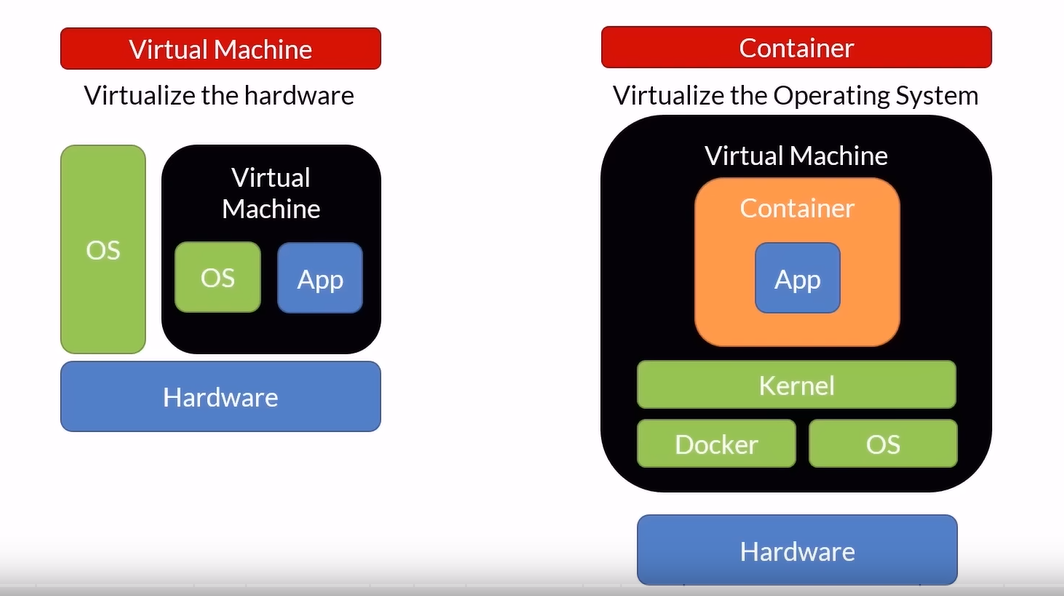 Virtual Machine
Virtualize the hardware
OS
Virtual
Machine
OS
App
Hardware
Container
Virtualize the Operating System
Virtual Machine
Container
App
Kernel
Docker
OS
Hardware